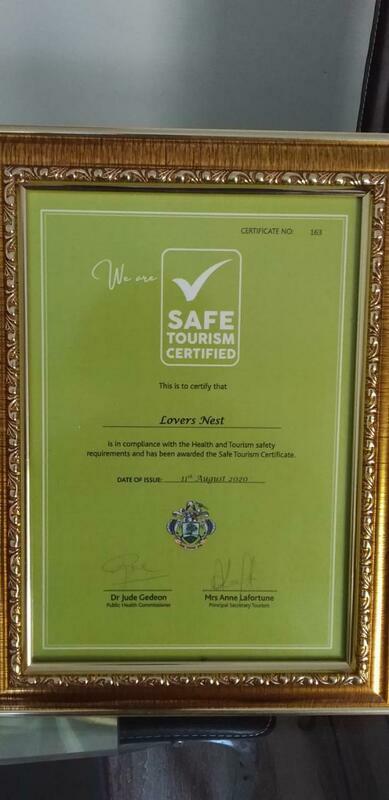 CERTIFICATE NO: 163
We are
SAFE
TOURISM
CERTIFIED
This is to certify that
Lovers Nest
is in compliance with the Health and Tourism safety
requirements and has been awarded the Safe Tourism Certificate.
DATE OF ISSUE: 11th August 2020
Dr Jude Gedeon
Public Health Commissioner
Mrs Anne Lafortune
Principal Secretary Tourism